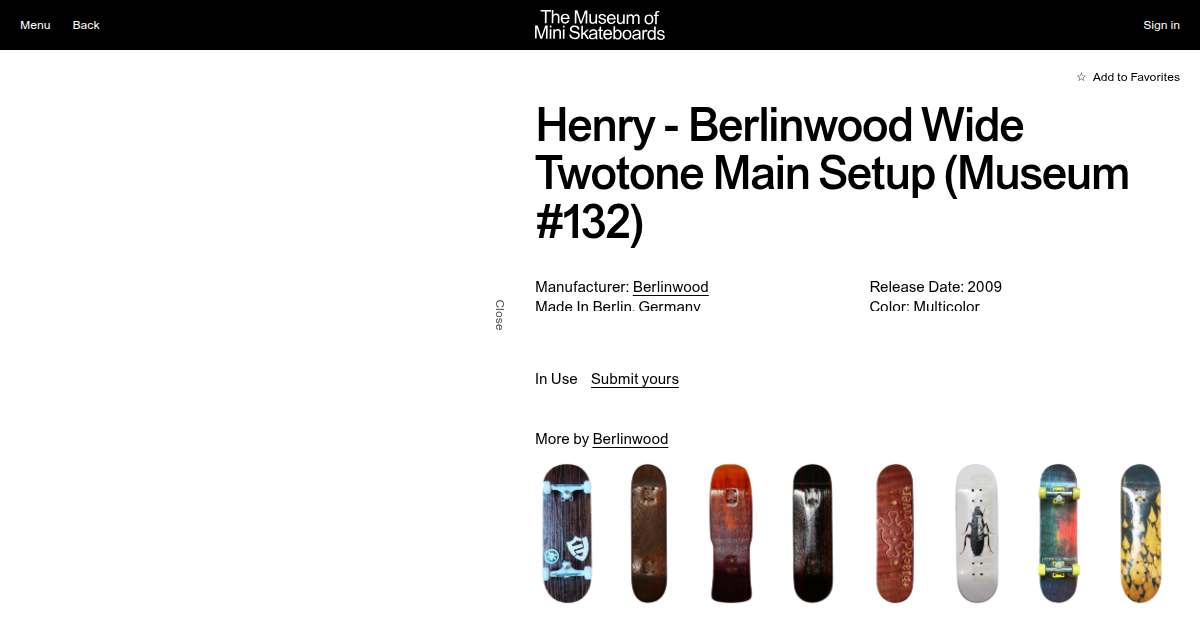 Menu
Back
The Museum of
Mini Skateboards
Sign in
☆ Add to Favorites
Henry - Berlinwood Wide
Twotone Main Setup (Museum
#132)
Manufacturer: Berlinwood
Release Date: 2009
Made In Berlin, Germany
Color: Multicolor
Close
In Use Submit yours
More by Berlinwood